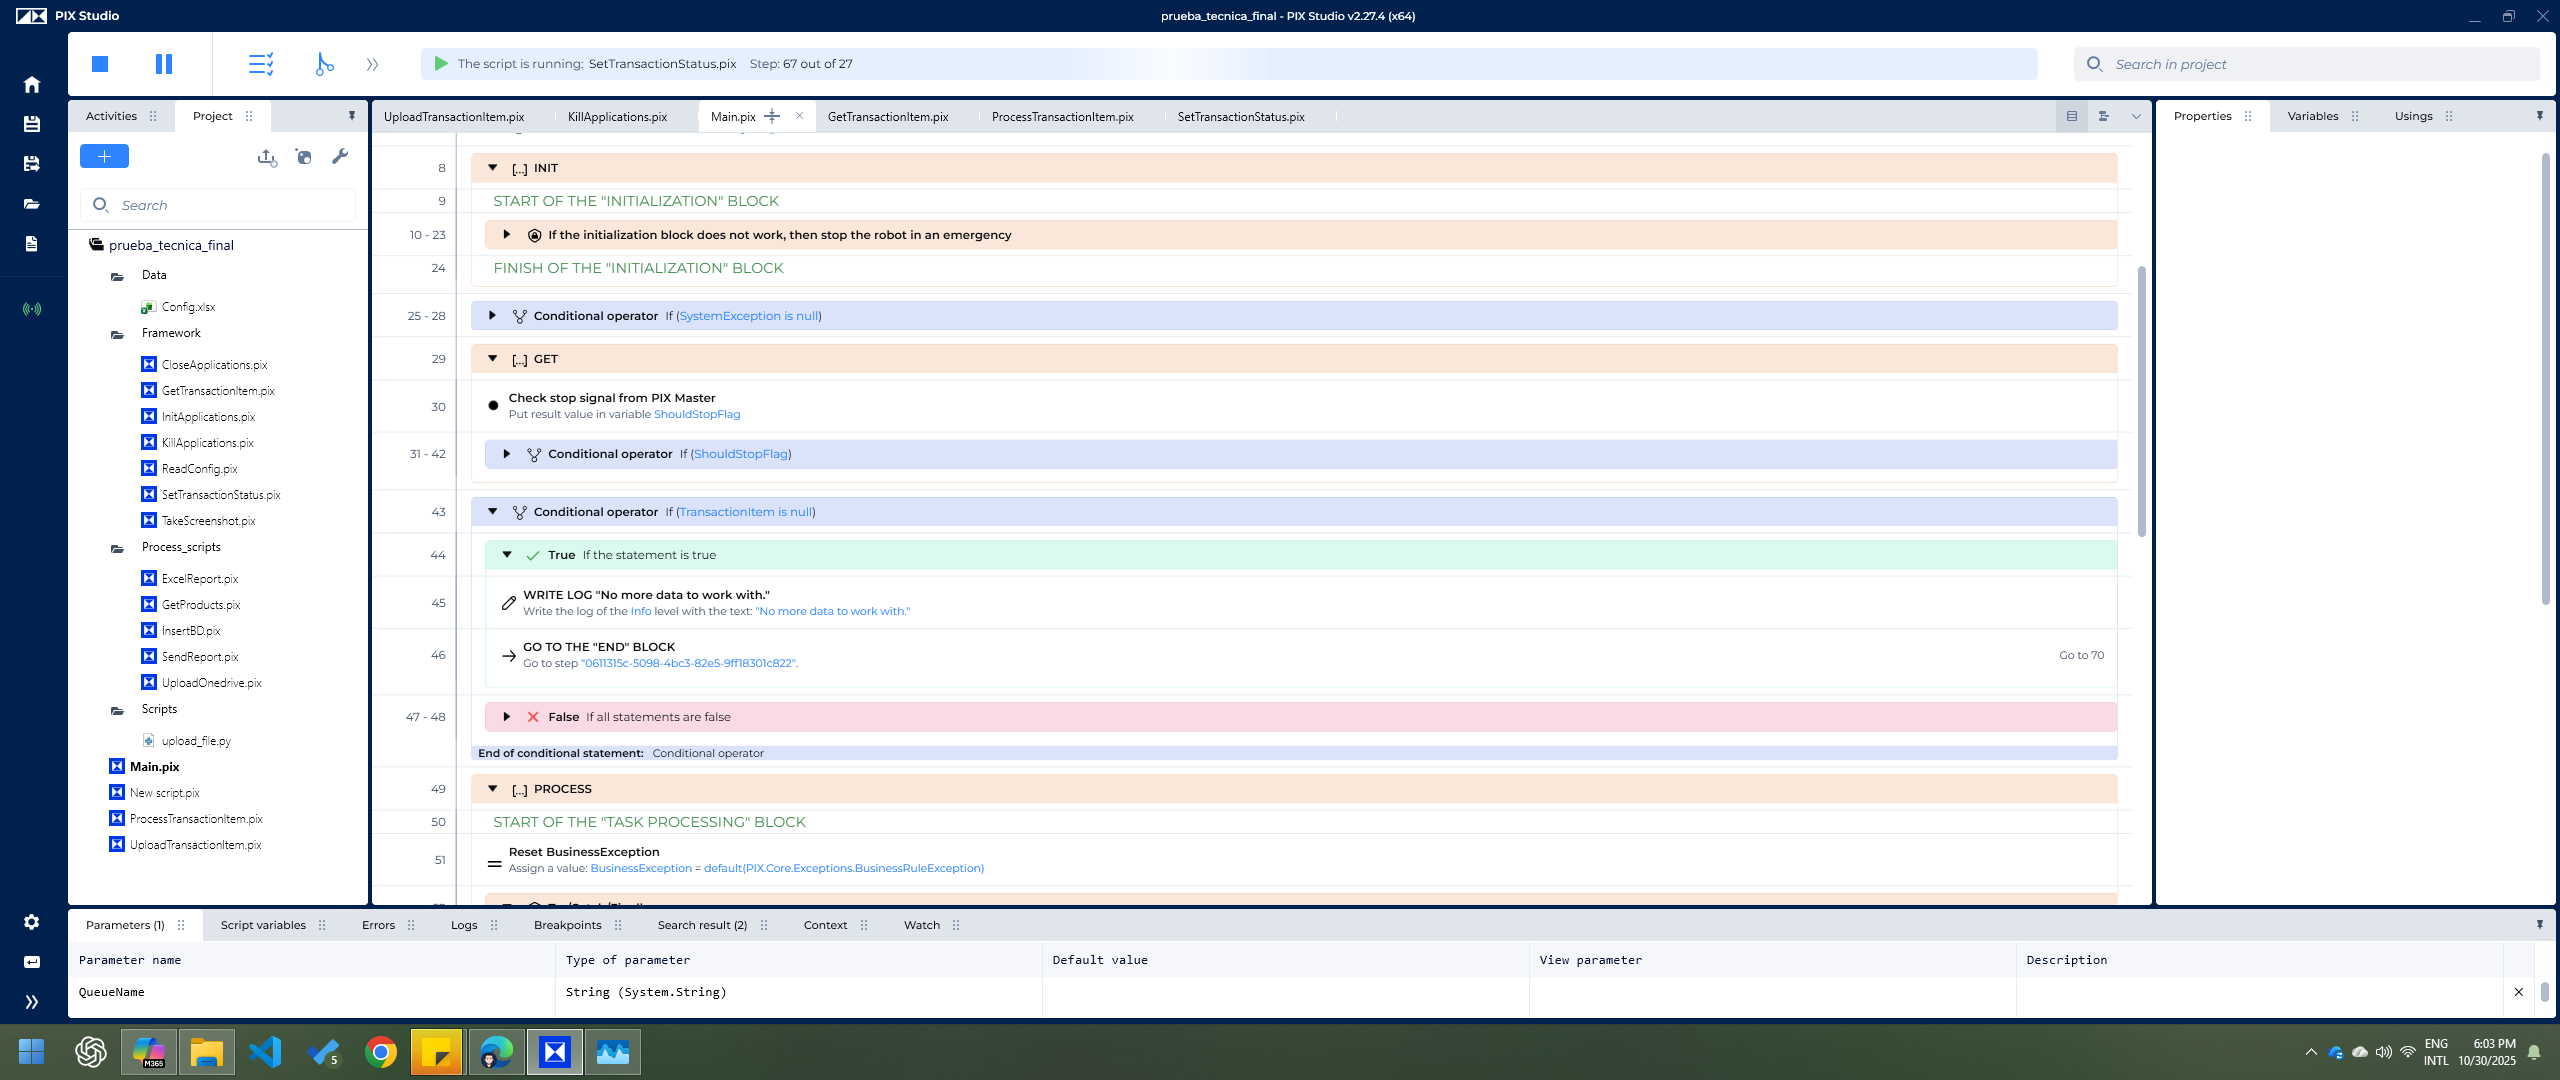 PIX Studio
prueba_tecnica_final - PIX Studio v2.27.4 (x64)
The script is running: SetTransactionStatus.pix Step: 67 out of 27
Search in project
Activities
Project
Search
prueba_tecnica_final
Data
Config.xlsx
Framework
CloseApplications.pix
GetTransactionItem.pix
InitApplications.pix
KillApplications.pix
ReadConfig.pix
SetTransactionStatus.pix
TakeScreenshot.pix
Process_scripts
ExcelReport.pix
GetProducts.pix
InsertBD.pix
SendReport.pix
UploadOnedrive.pix
Scripts
upload_file.py
Main.pix
New script.pix
ProcessTransactionItem.pix
UploadTransactionItem.pix
UploadTransactionItem.pix
KillApplications.pix
Main.pix
GetTransactionItem.pix
ProcessTransactionItem.pix
SetTransactionStatus.pix
8 [...] INIT
9 START OF THE "INITIALIZATION" BLOCK
10 - 23 If the initialization block does not work, then stop the robot in an emergency
24 FINISH OF THE "INITIALIZATION" BLOCK
25 - 28 Conditional operator If (SystemException is null)
29 [...] GET
30 Check stop signal from PIX Master
Put result value in variable ShouldStopFlag
31 - 42 Conditional operator If (ShouldStopFlag)
43 Conditional operator If (TransactionItem is null)
44 True If the statement is true
45 WRITE LOG "No more data to work with."
Write the log of the Info level with the text: "No more data to work with."
46 GO TO THE "END" BLOCK
Go to step "0611315c-5098-4bc3-82e5-9ff18301c822".
Go to 70
47 - 48 False If all statements are false
End of conditional statement: Conditional operator
49 [...] PROCESS
50 START OF THE "TASK PROCESSING" BLOCK
51 Reset BusinessException
Assign a value: BusinessException = default(PIX.Core.Exceptions.BusinessRuleException)
Properties
Variables
Usings
Parameters (1)
Script variables
Errors
Logs
Breakpoints
Search result (2)
Context
Watch
Parameter name
Type of parameter
Default value
View parameter
Description
QueueName
String (System.String)
M365
5
ENG
INTL
6:03 PM
10/30/2025